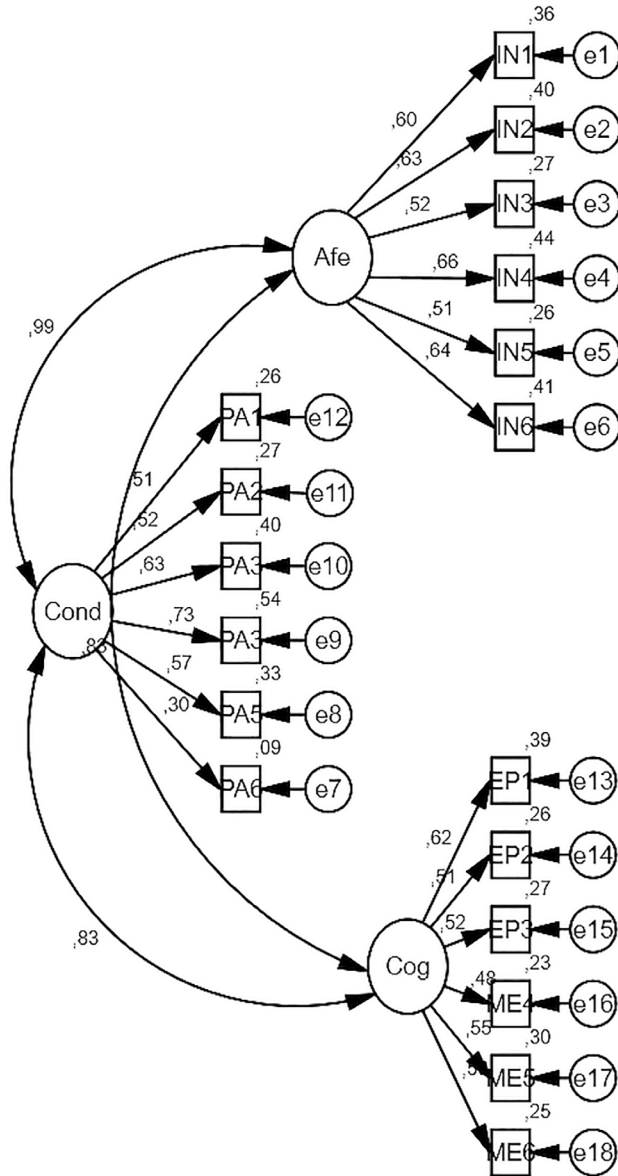 ,36
IN1 e1
,60
,40
IN2 e2
,63
,27
IN3 e3
,52
,44
Afe
IN4 e4
,66
,26
IN5 e5
,51
,41
IN6 e6
,64
,99
,26
PA1 e12
,51
,27
PA2 e11
,52
,40
PA3 e10
,63
,54
Cond
PA3 e9
,73
,83
,33
PA5 e8
,57
,09
PA6 e7
,30
,39
EP1 e13
,62
,26
EP2 e14
,51
,27
EP3 e15
,52
,23
Cog
ME4 e16
,48
,30
ME5 e17
,55
,25
ME6 e18
,83